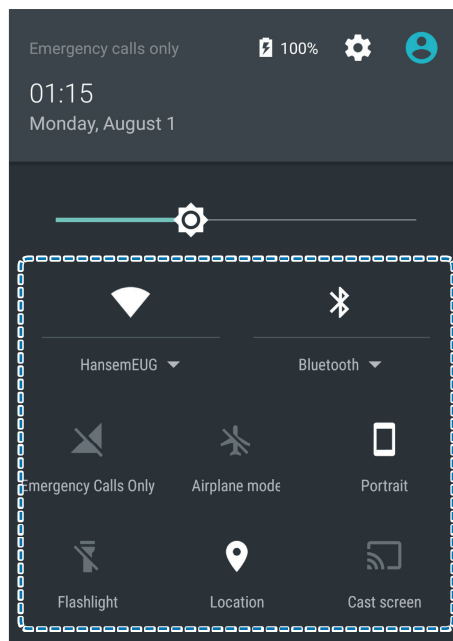 Emergency calls only 100%
01:15
Monday, August 1
HansemEUG Bluetooth
Emergency Calls Only Airplane mode Portrait
Flashlight Location Cast screen